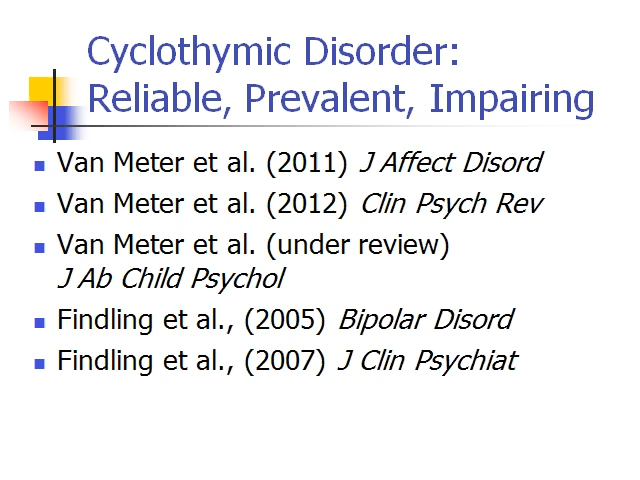 Cyclothymic Disorder:
Reliable, Prevalent, Impairing
Van Meter et al. (2011) J Affect Disord
Van Meter et al. (2012) Clin Psych Rev
Van Meter et al. (under review)
J Ab Child Psychol
Findling et al., (2005) Bipolar Disord
Findling et al., (2007) J Clin Psychiat